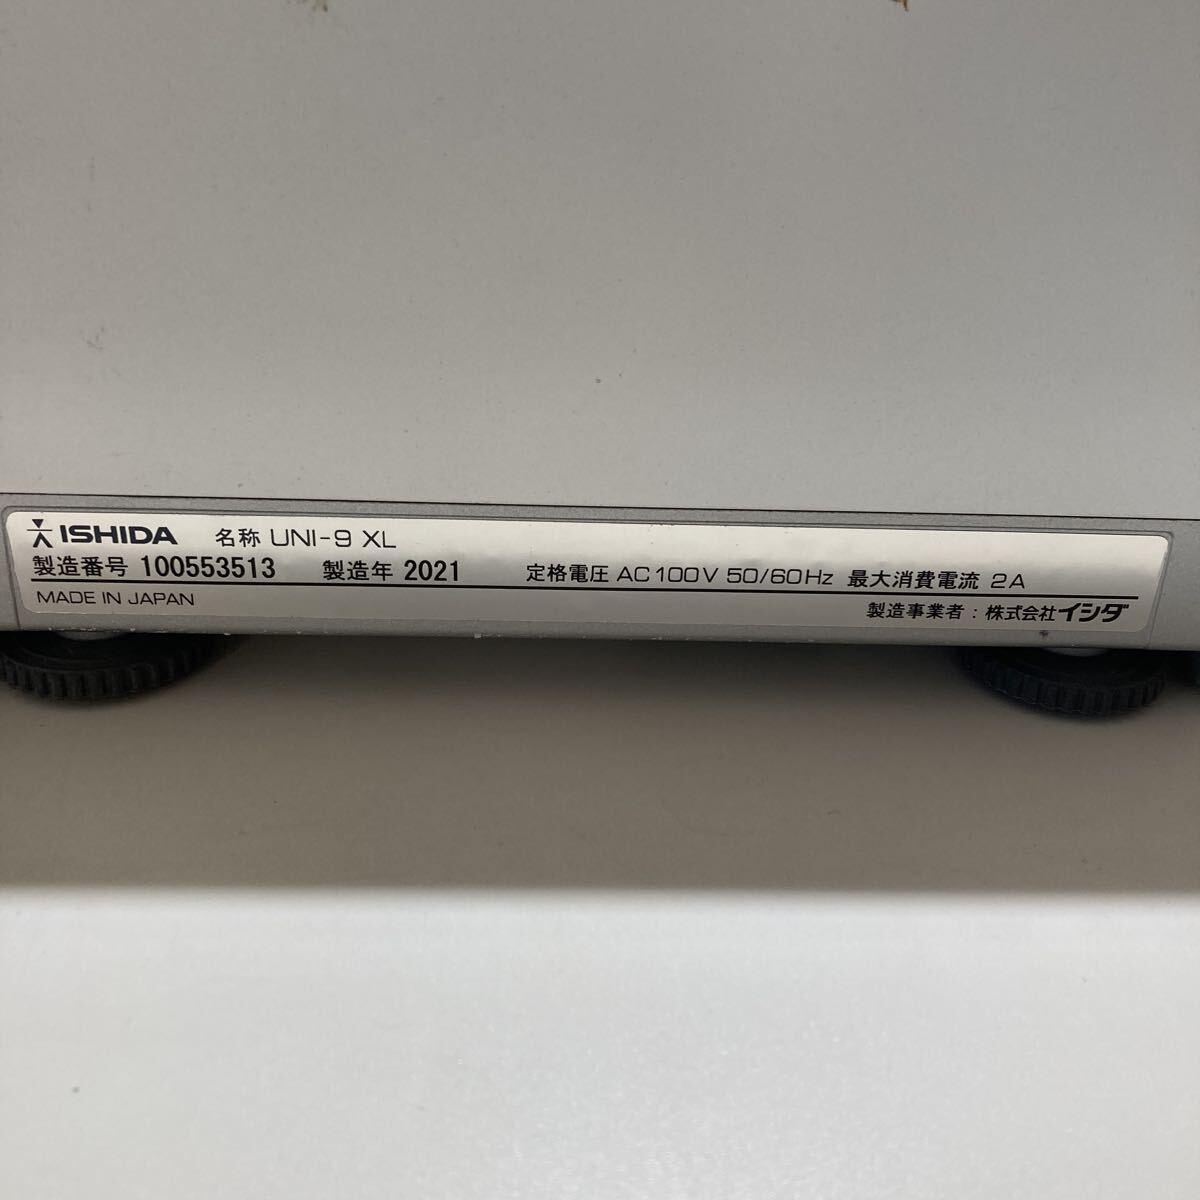 ISHIDA 名称 UNI-9 XL
製造番号 100553513 製造年 2021 定格電圧 AC100V 50/60Hz 最大消費電流 2A
MADE IN JAPAN 製造事業者：株式会社イシダ